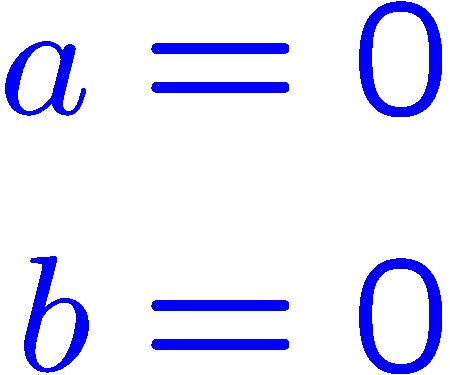 a = 0
b = 0